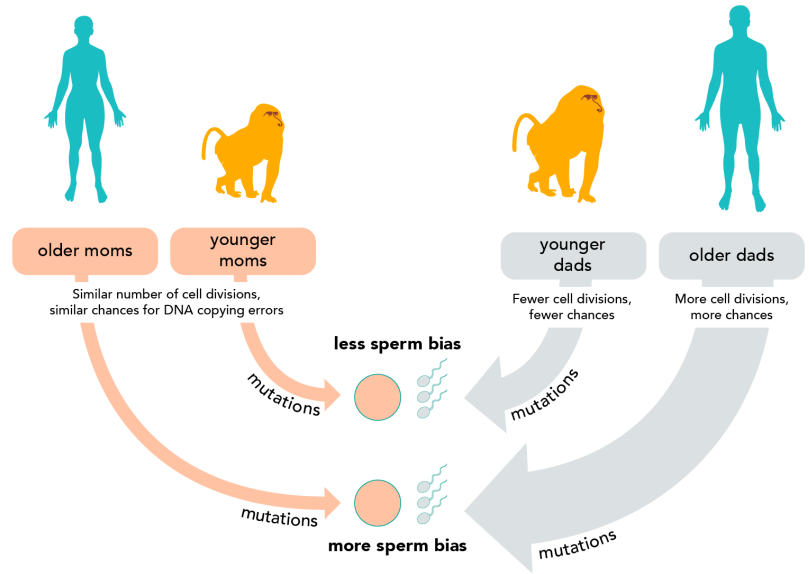 older moms
younger
moms
younger
dads
older dads
Similar number of cell divisions,
similar chances for DNA copying errors
Fewer cell divisions,
fewer chances
More cell divisions,
more chances
less sperm bias
mutations
mutations
mutations
more sperm bias
mutations